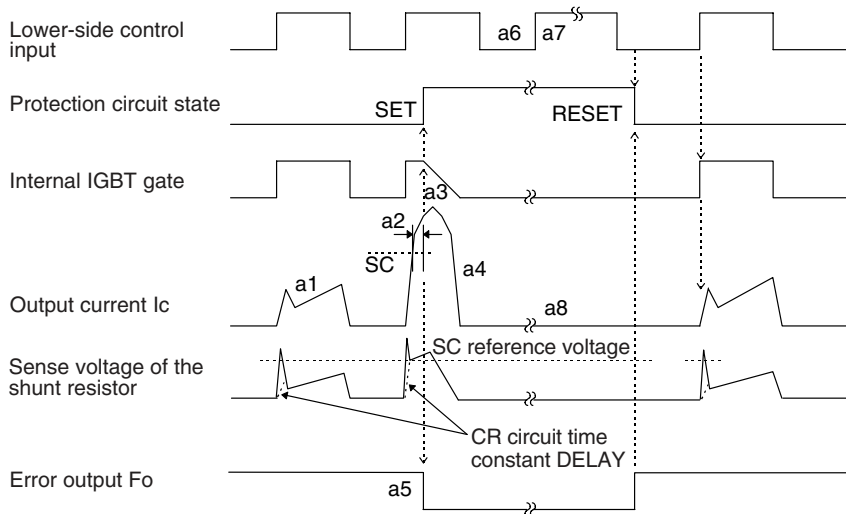 Lower-side control
input
a6
a7
Protection circuit state
SET
RESET
Internal IGBT gate
a3
a2
SC
a4
Output current Ic
a1
a8
SC reference voltage
Sense voltage of the
shunt resistor
CR circuit time
constant DELAY
Error output Fo
a5